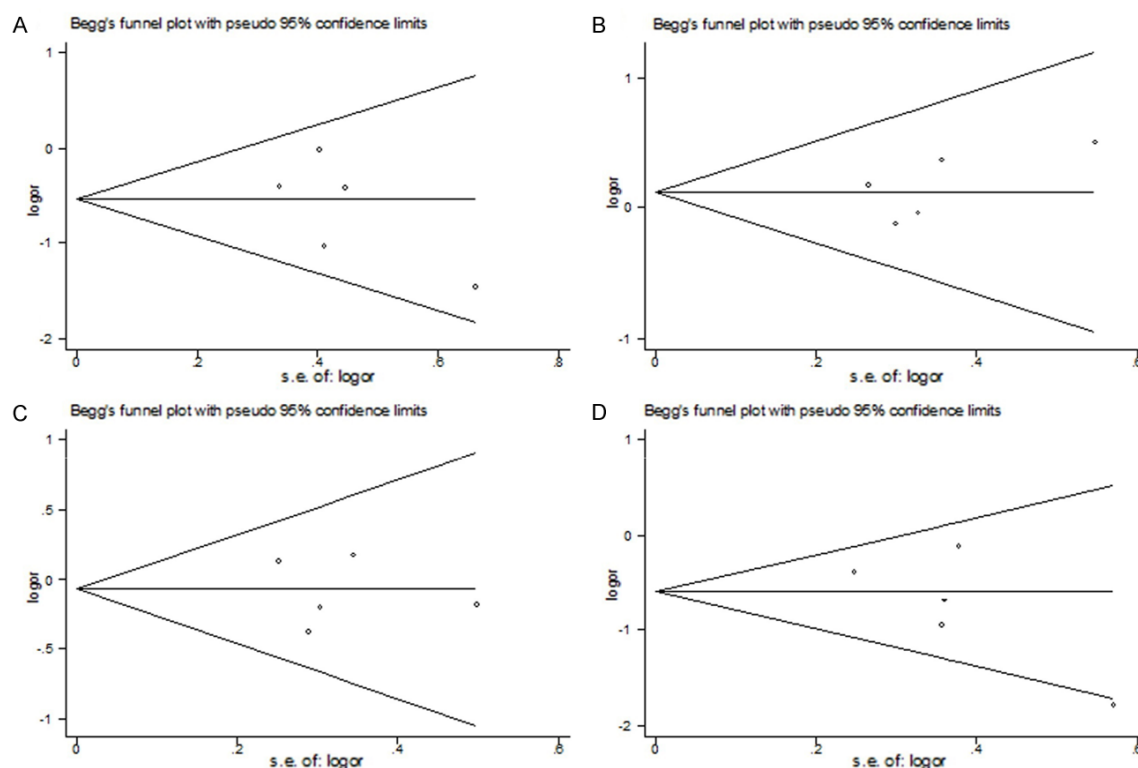 A
Begg's funnel plot with pseudo 95% confidence limits
1
0
-1
-2
logor
0
.2
.4
.6
.8
s.e. of: logor
B
Begg's funnel plot with pseudo 95% confidence limits
1
0
-1
logor
0
.2
.4
.6
s.e. of: logor
C
Begg's funnel plot with pseudo 95% confidence limits
1
.5
0
-.5
-1
logor
0
.2
.4
.6
s.e. of: logor
D
Begg's funnel plot with pseudo 95% confidence limits
1
0
-1
-2
logor
0
.2
.4
.6
s.e. of: logor